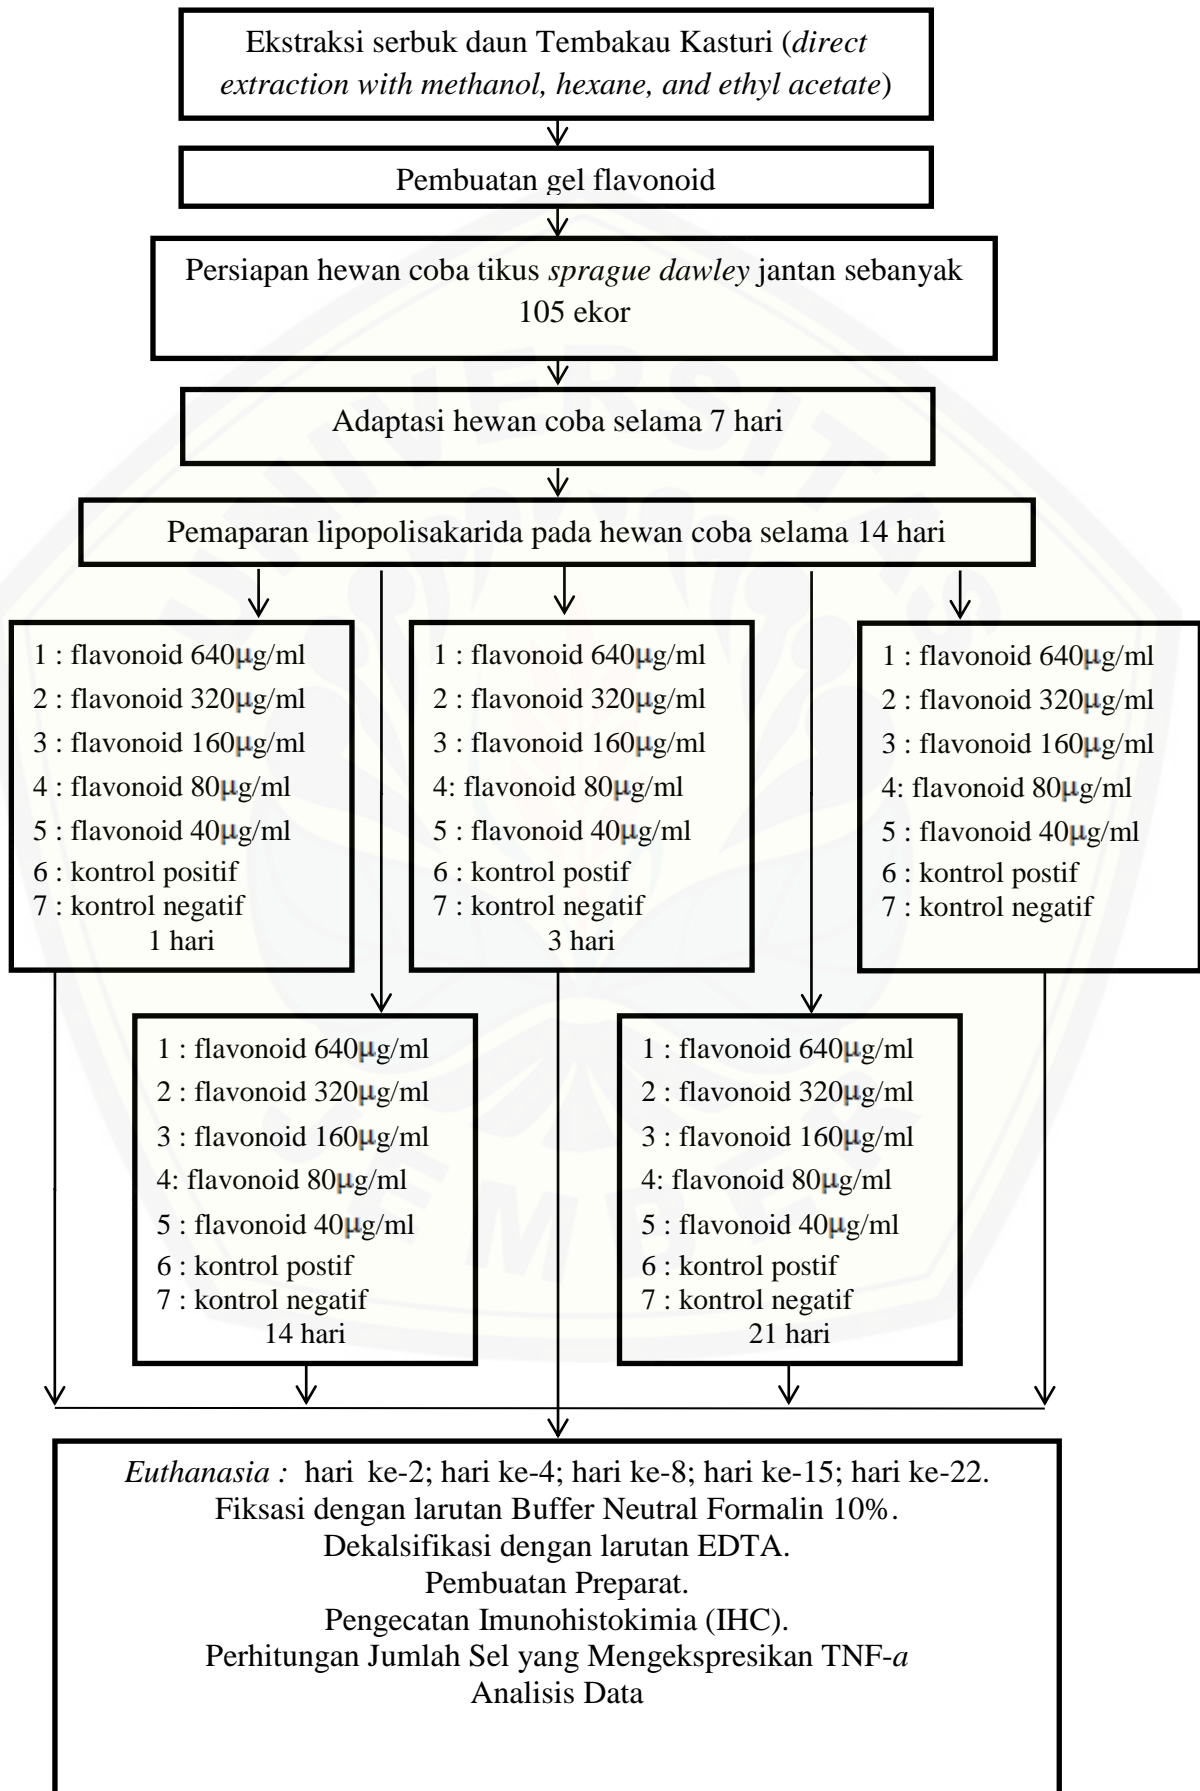 Ekstraksi serbuk daun Tembakau Kasturi (direct
extraction with methanol, hexane, and ethyl acetate)
Pembuatan gel flavonoid
Persiapan hewan coba tikus sprague dawley jantan sebanyak
105 ekor
Adaptasi hewan coba selama 7 hari
Pemaparan lipopolisakarida pada hewan coba selama 14 hari
1 : flavonoid 640µg/ml
2 : flavonoid 320µg/ml
3 : flavonoid 160µg/ml
4 : flavonoid 80µg/ml
5 : flavonoid 40µg/ml
6 : kontrol positif
7 : kontrol negatif
1 hari
1 : flavonoid 640µg/ml
2 : flavonoid 320µg/ml
3 : flavonoid 160µg/ml
4: flavonoid 80µg/ml
5 : flavonoid 40µg/ml
6 : kontrol postif
7 : kontrol negatif
3 hari
1 : flavonoid 640µg/ml
2 : flavonoid 320µg/ml
3 : flavonoid 160µg/ml
4: flavonoid 80µg/ml
5 : flavonoid 40µg/ml
6 : kontrol postif
7 : kontrol negatif
1 : flavonoid 640µg/ml
2 : flavonoid 320µg/ml
3 : flavonoid 160µg/ml
4: flavonoid 80µg/ml
5 : flavonoid 40µg/ml
6 : kontrol postif
7 : kontrol negatif
14 hari
1 : flavonoid 640µg/ml
2 : flavonoid 320µg/ml
3 : flavonoid 160µg/ml
4: flavonoid 80µg/ml
5 : flavonoid 40µg/ml
6 : kontrol postif
7 : kontrol negatif
21 hari
Euthanasia : hari ke-2; hari ke-4; hari ke-8; hari ke-15; hari ke-22.
Fiksasi dengan larutan Buffer Neutral Formalin 10%.
Dekalsifikasi dengan larutan EDTA.
Pembuatan Preparat.
Pengecatan Imunohistokimia (IHC).
Perhitungan Jumlah Sel yang Mengekspresikan TNF-a
Analisis Data
UNIVERSITAS
JEMBER